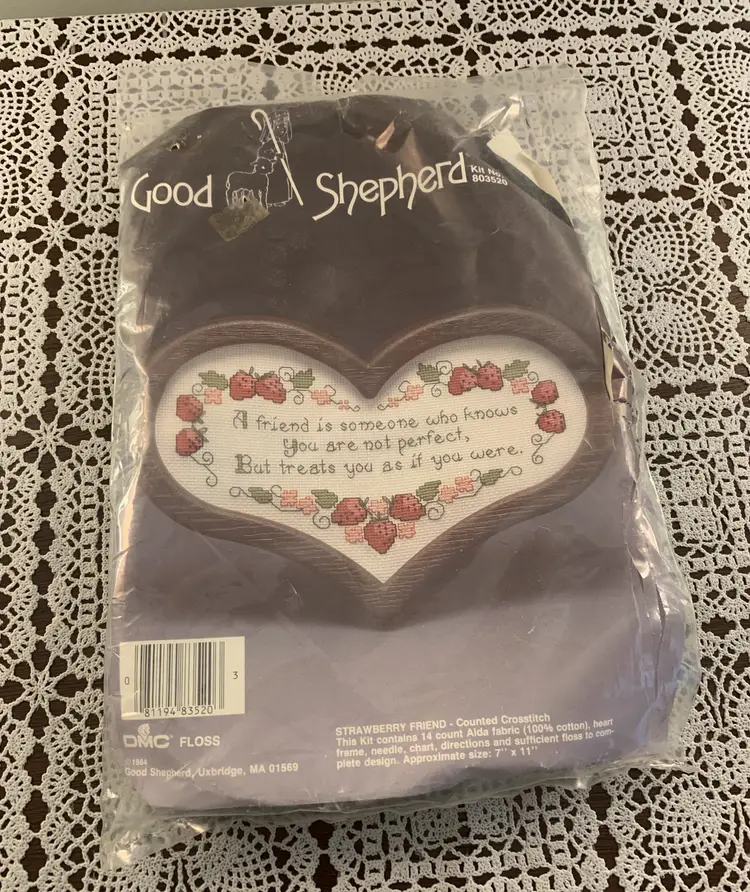 Good Shepherd
Kit No.
803520
A friend is someone who knows
You are not perfect,
But treats you as if you were.
0 81194 83520 3
DMC FLOSS
© 1984
Good Shepherd, Uxbridge, MA 01569
STRAWBERRY FRIEND - Counted Crosstitch
This Kit contains 14 count Aida fabric (100% cotton), heart
frame, needle, chart, directions and sufficient floss to com-
plete design. Approximate size: 7" x 11"